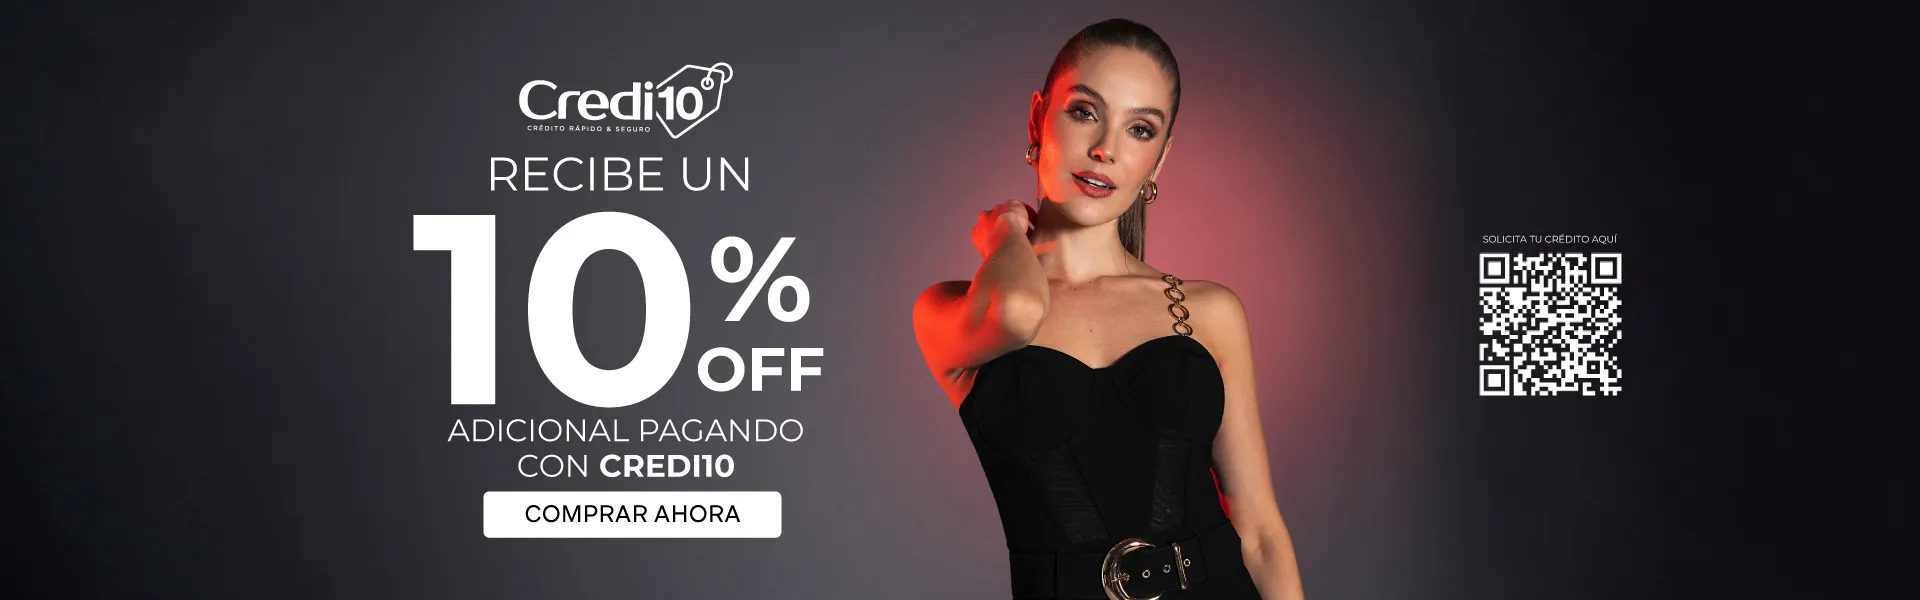 Credi10
CRÉDITO RÁPIDO & SEGURO
RECIBE UN
10% OFF
ADICIONAL PAGANDO
CON CREDI10
COMPRAR AHORA
SOLICITA TU CRÉDITO AQUÍ